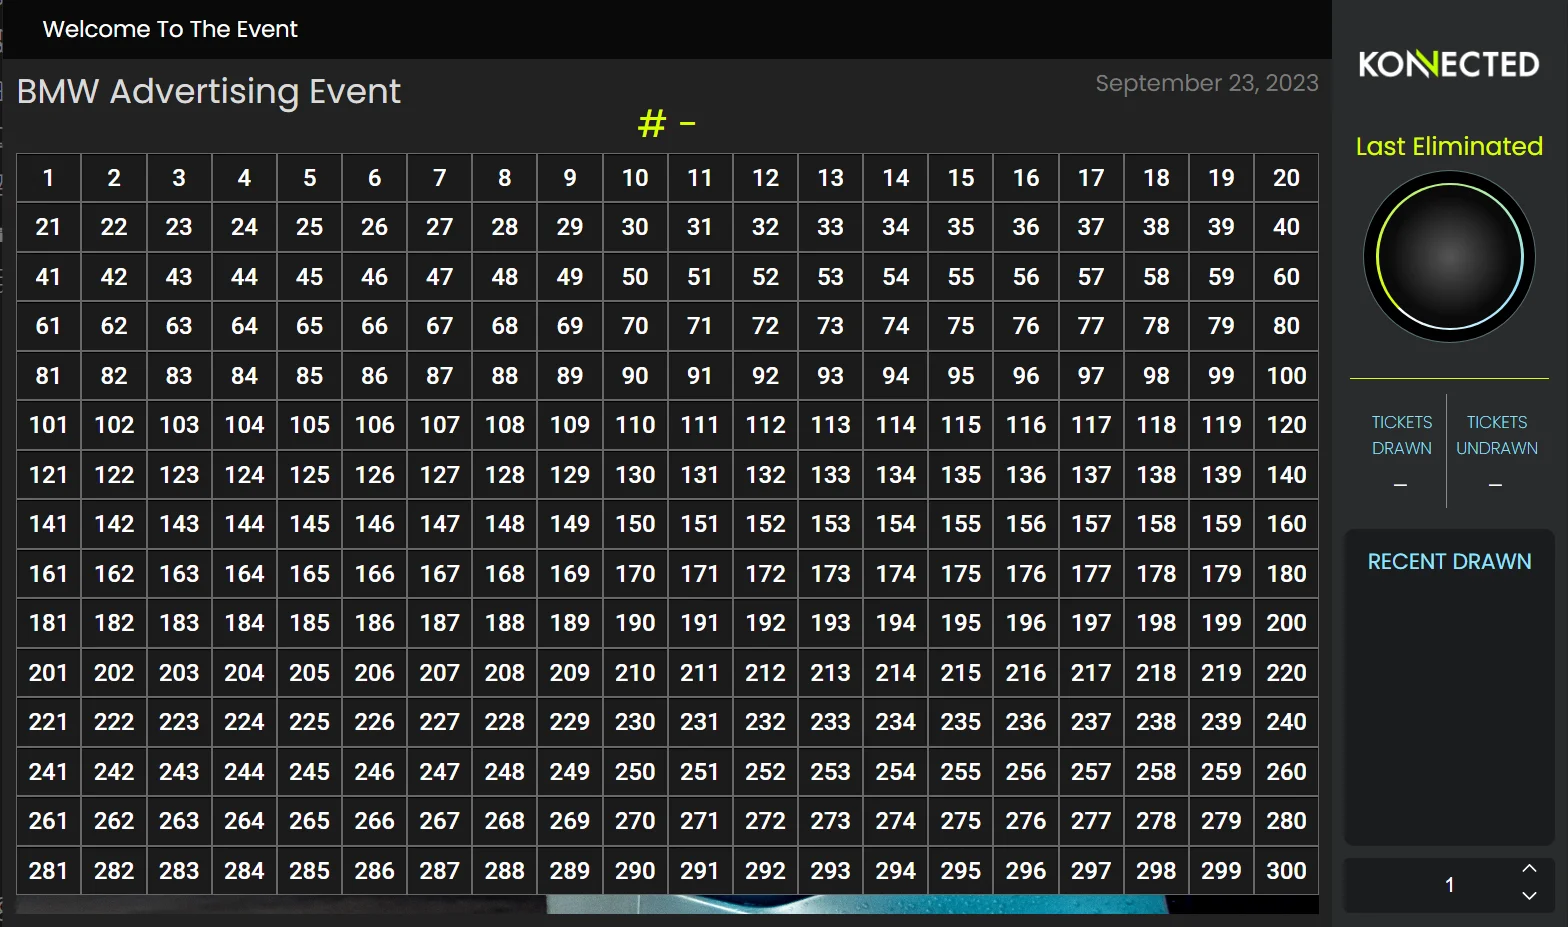 Welcome To The Event
BMW Advertising Event
September 23, 2023
# -
1 2 3 4 5 6 7 8 9 10 11 12 13 14 15 16 17 18 19 20
21 22 23 24 25 26 27 28 29 30 31 32 33 34 35 36 37 38 39 40
41 42 43 44 45 46 47 48 49 50 51 52 53 54 55 56 57 58 59 60
61 62 63 64 65 66 67 68 69 70 71 72 73 74 75 76 77 78 79 80
81 82 83 84 85 86 87 88 89 90 91 92 93 94 95 96 97 98 99 100
101 102 103 104 105 106 107 108 109 110 111 112 113 114 115 116 117 118 119 120
121 122 123 124 125 126 127 128 129 130 131 132 133 134 135 136 137 138 139 140
141 142 143 144 145 146 147 148 149 150 151 152 153 154 155 156 157 158 159 160
161 162 163 164 165 166 167 168 169 170 171 172 173 174 175 176 177 178 179 180
181 182 183 184 185 186 187 188 189 190 191 192 193 194 195 196 197 198 199 200
201 202 203 204 205 206 207 208 209 210 211 212 213 214 215 216 217 218 219 220
221 222 223 224 225 226 227 228 229 230 231 232 233 234 235 236 237 238 239 240
241 242 243 244 245 246 247 248 249 250 251 252 253 254 255 256 257 258 259 260
261 262 263 264 265 266 267 268 269 270 271 272 273 274 275 276 277 278 279 280
281 282 283 284 285 286 287 288 289 290 291 292 293 294 295 296 297 298 299 300
KONNECTED
Last Eliminated
TICKETS DRAWN
–
TICKETS UNDRAWN
–
RECENT DRAWN
1